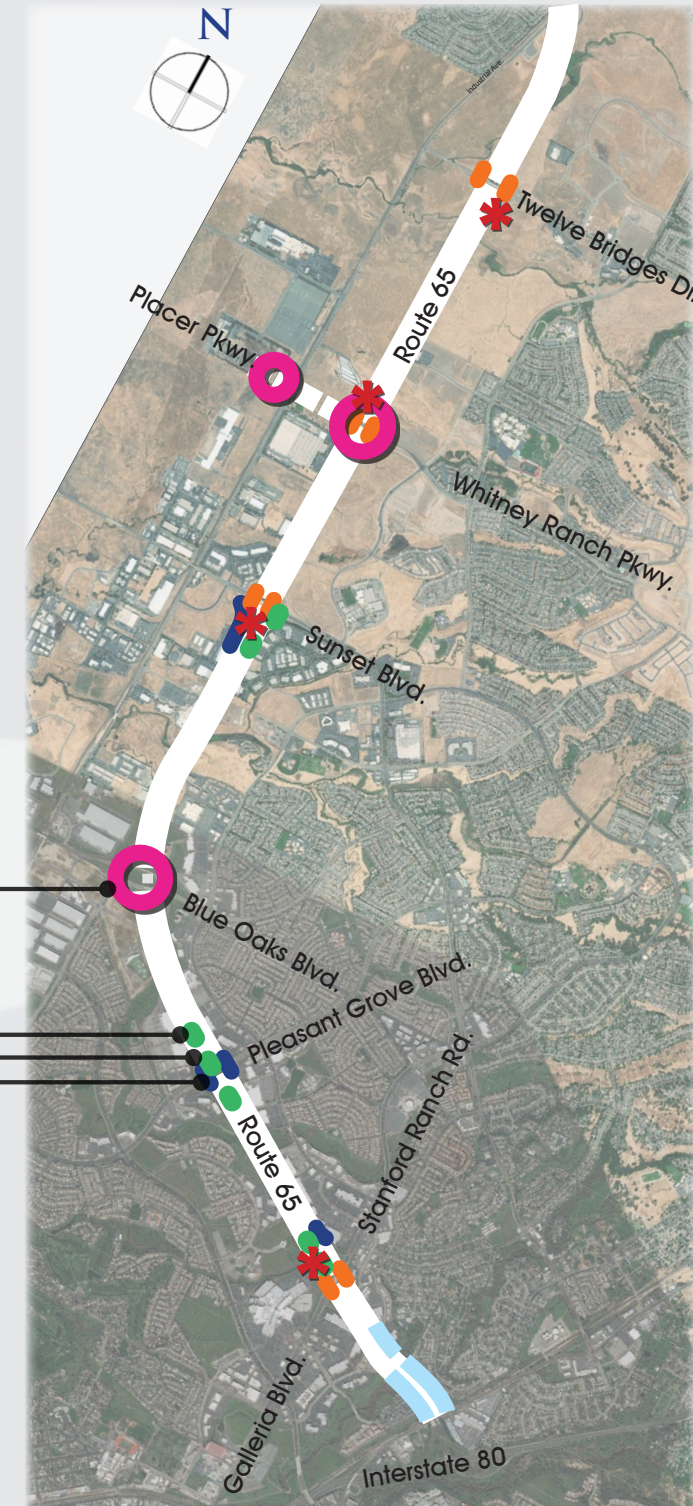 N
Industrial Ave.
Twelve Bridges Dr
Route 65
Placer Pkwy.
Whitney Ranch Pkwy.
Sunset Blvd.
Blue Oaks Blvd.
Pleasant Grove Blvd.
Stanford Ranch Rd.
Route 65
Galleria Blvd.
Interstate 80